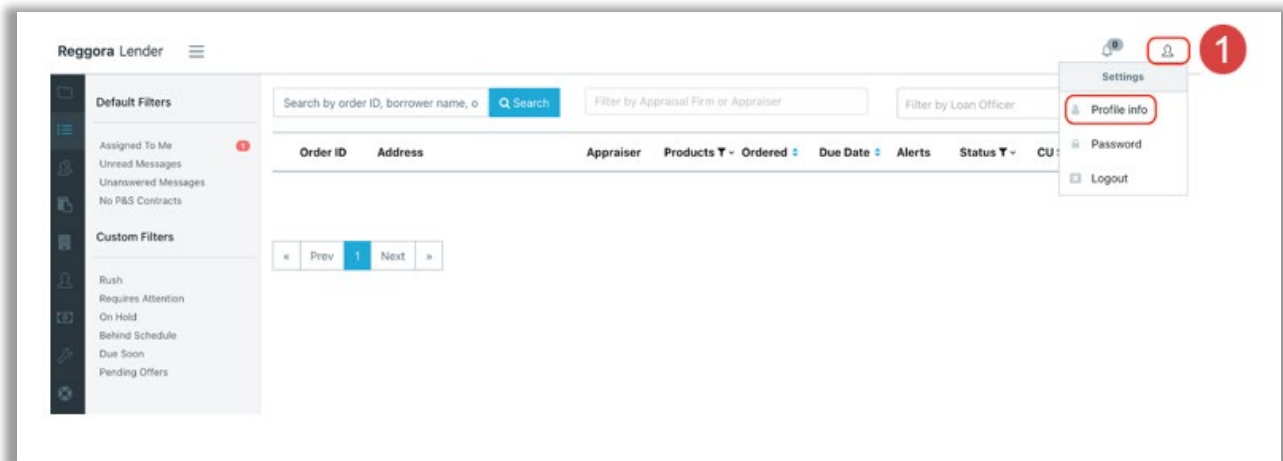 Reggora Lender
0
1
Settings
Profile info
Password
Logout
Default Filters
Assigned To Me 1
Unread Messages
Unanswered Messages
No P&S Contracts
Custom Filters
Rush
Requires Attention
On Hold
Behind Schedule
Due Soon
Pending Offers
Search by order ID, borrower name, o Search Filter by Appraisal Firm or Appraiser Filter by Loan Officer
Order ID Address Appraiser Products Ordered Due Date Alerts Status CU
« Prev 1 Next »